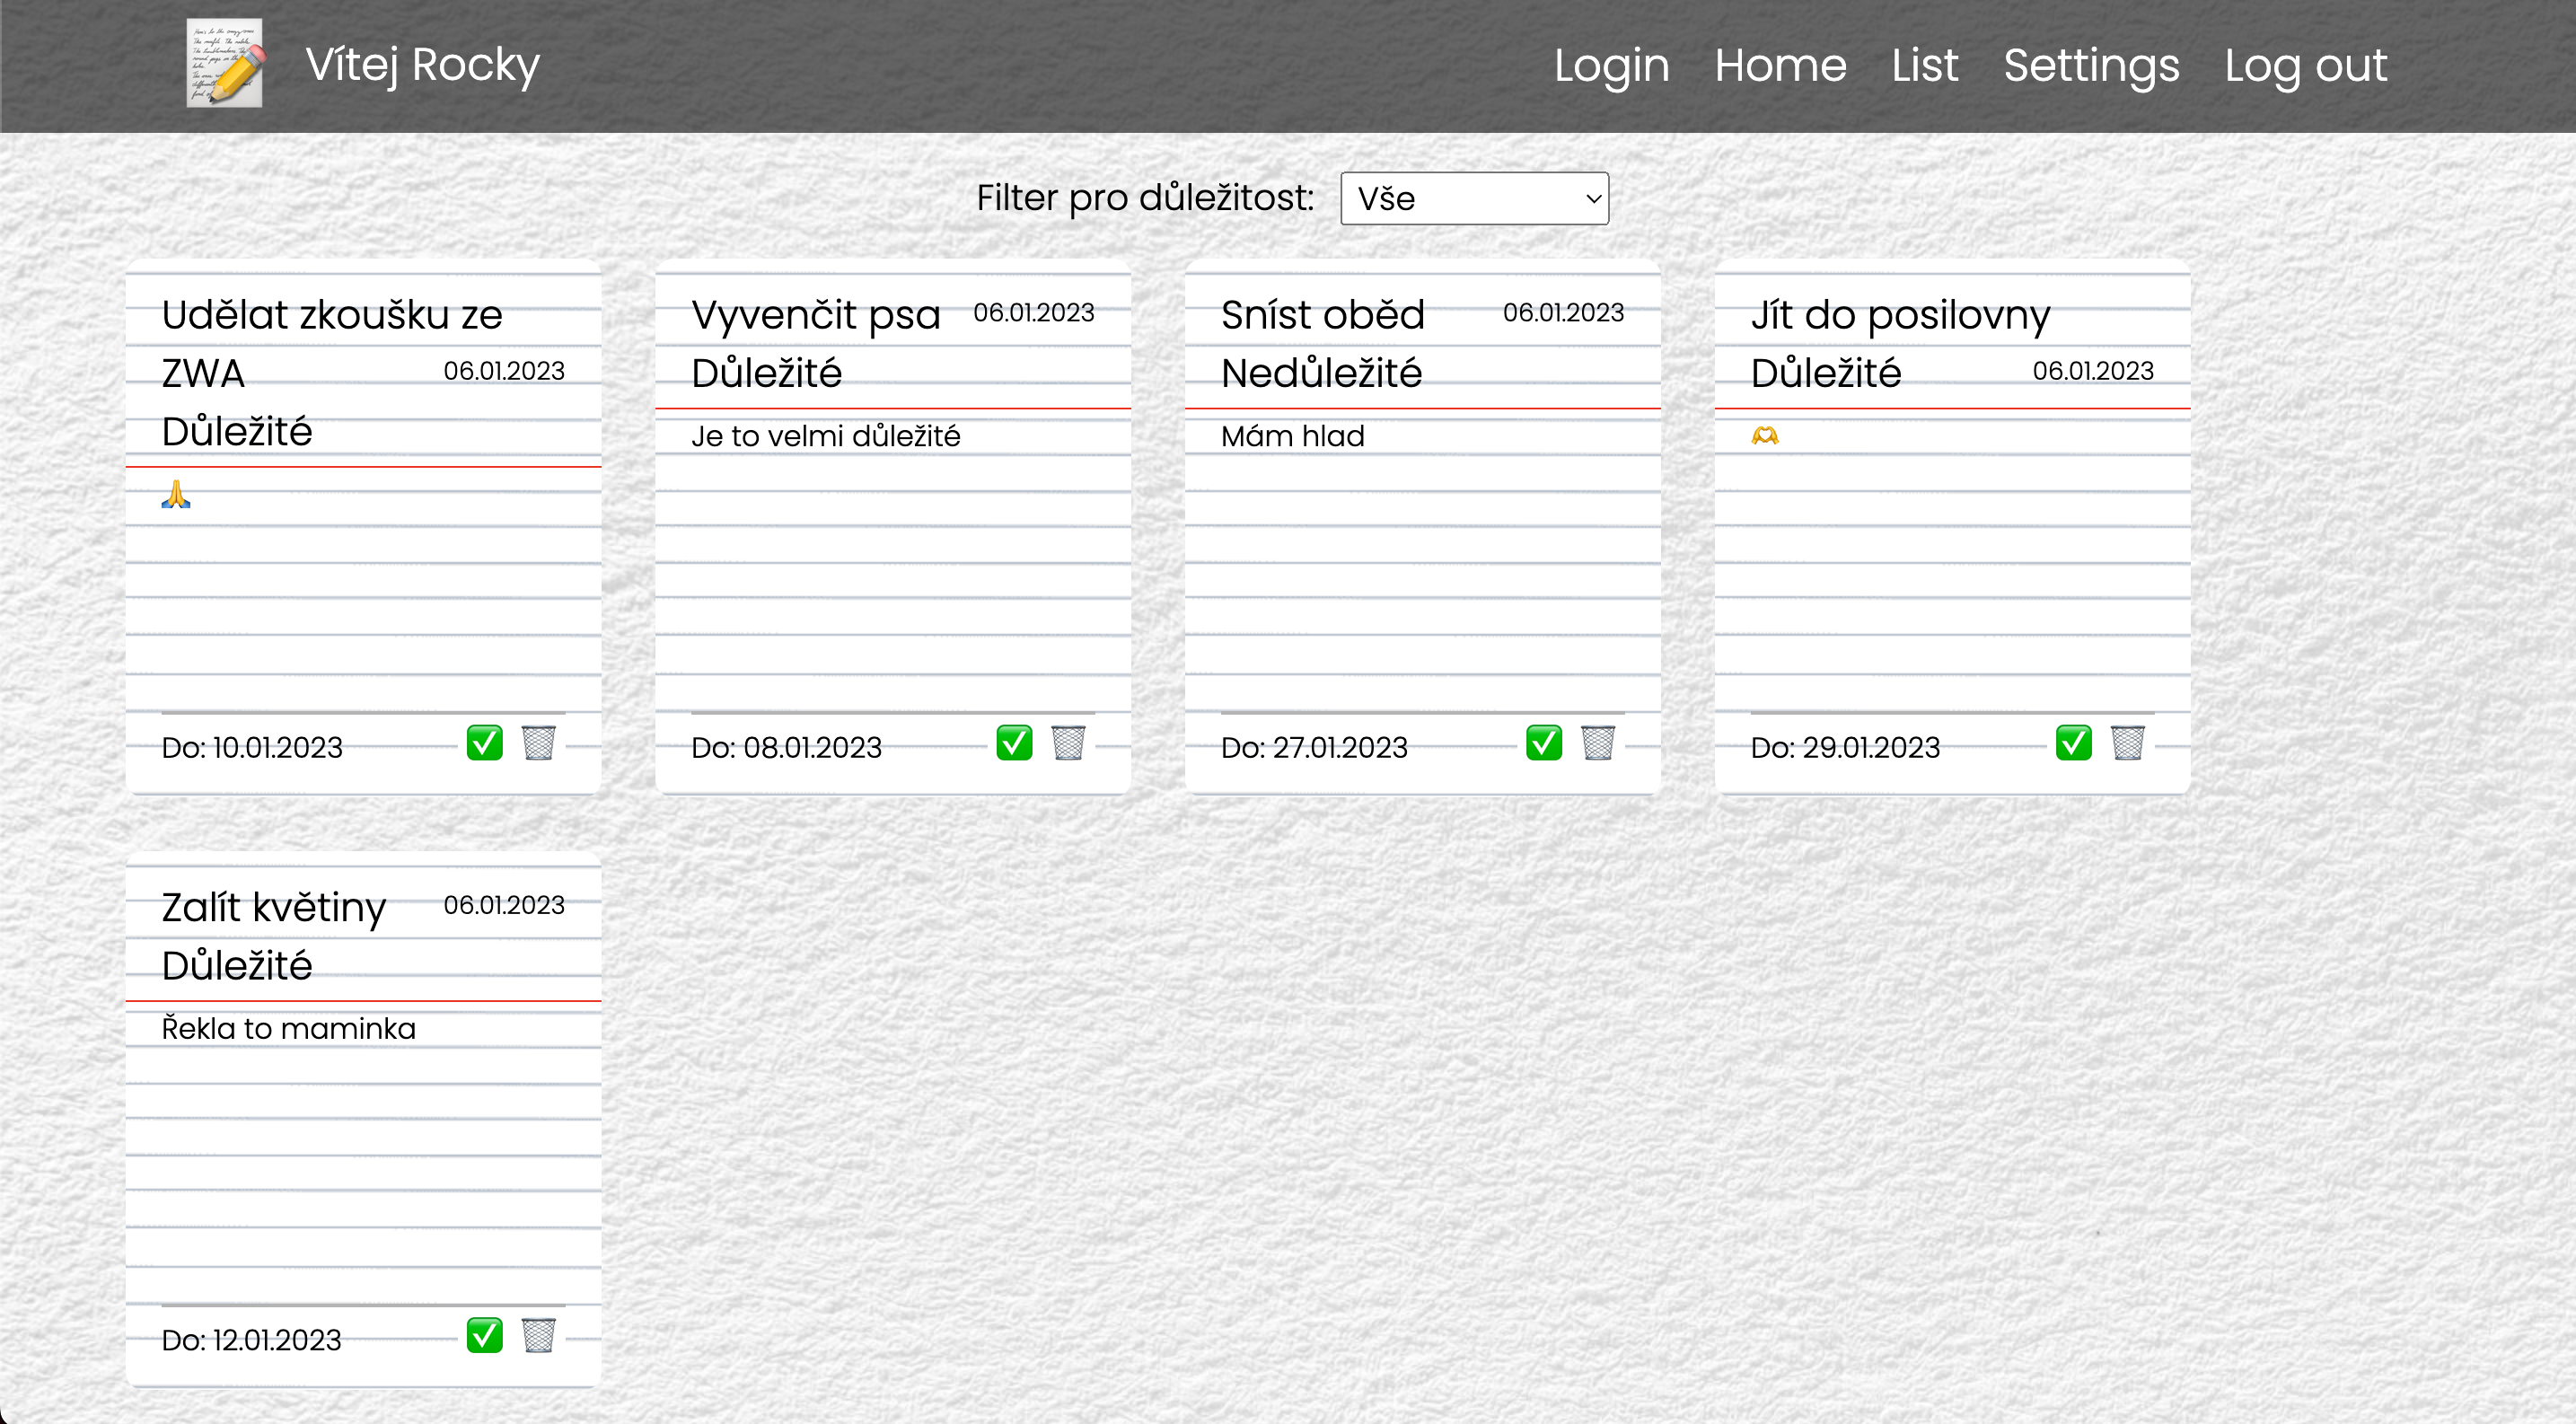 Vítej Rocky
Login Home List Settings Log out
Filter pro důležitost: Vše
Udělat zkoušku ze
ZWA 06.01.2023
Důležité
🙏
Do: 10.01.2023 ✅ 🗑️
Vyvenčit psa 06.01.2023
Důležité
Je to velmi důležité
Do: 08.01.2023 ✅ 🗑️
Sníst oběd 06.01.2023
Nedůležité
Mám hlad
Do: 27.01.2023 ✅ 🗑️
Jít do posilovny
Důležité 06.01.2023
🫶
Do: 29.01.2023 ✅ 🗑️
Zalít květiny 06.01.2023
Důležité
Řekla to maminka
Do: 12.01.2023 ✅ 🗑️